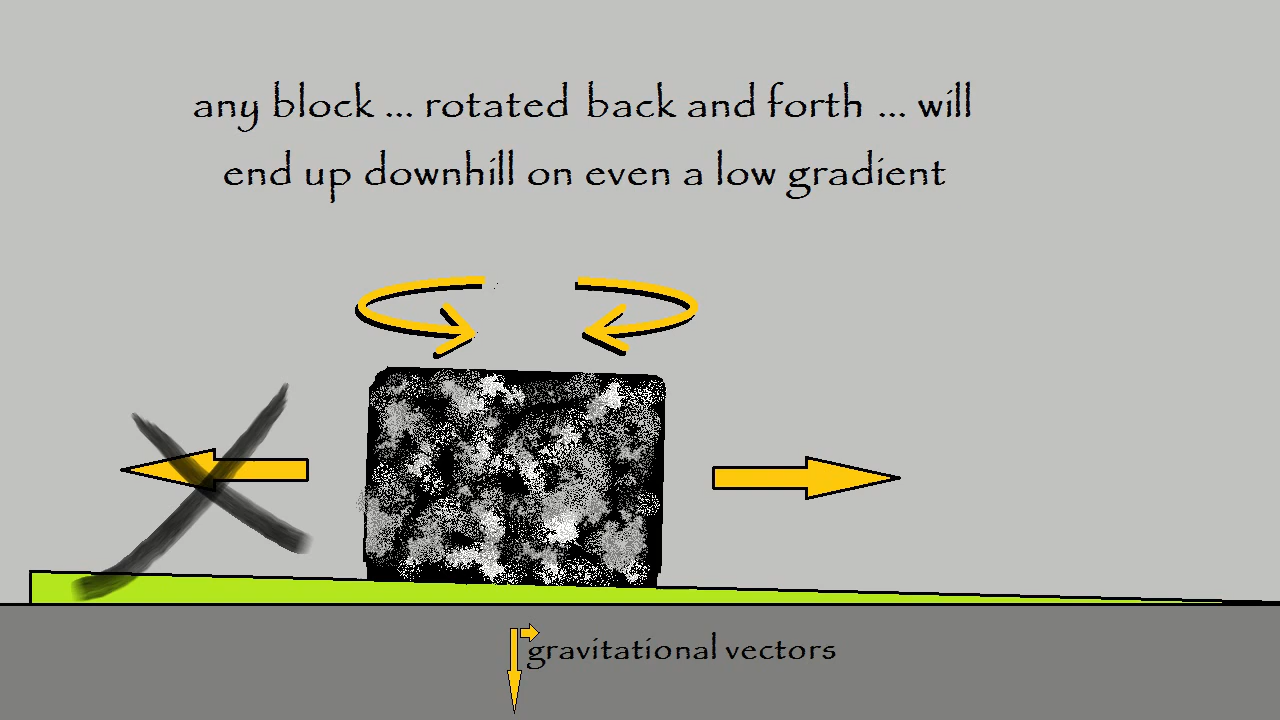 any block ... rotated back and forth ... will
end up downhill on even a low gradient
gravitational vectors